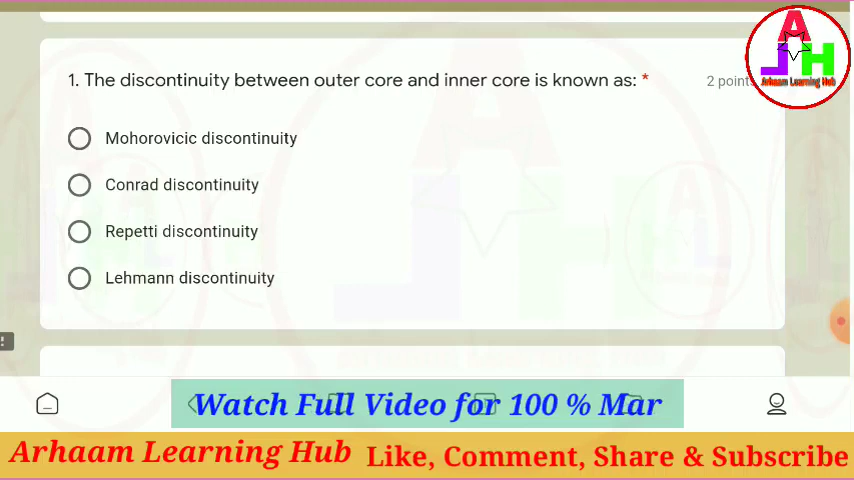 1. The discontinuity between outer core and inner core is known as: *
2 points
Mohorovicic discontinuity
Conrad discontinuity
Repetti discontinuity
Lehmann discontinuity
A
J H
Arhaam Learning Hub
Watch Full Video for 100 % Mar
Arhaam Learning Hub Like, Comment, Share & Subscribe